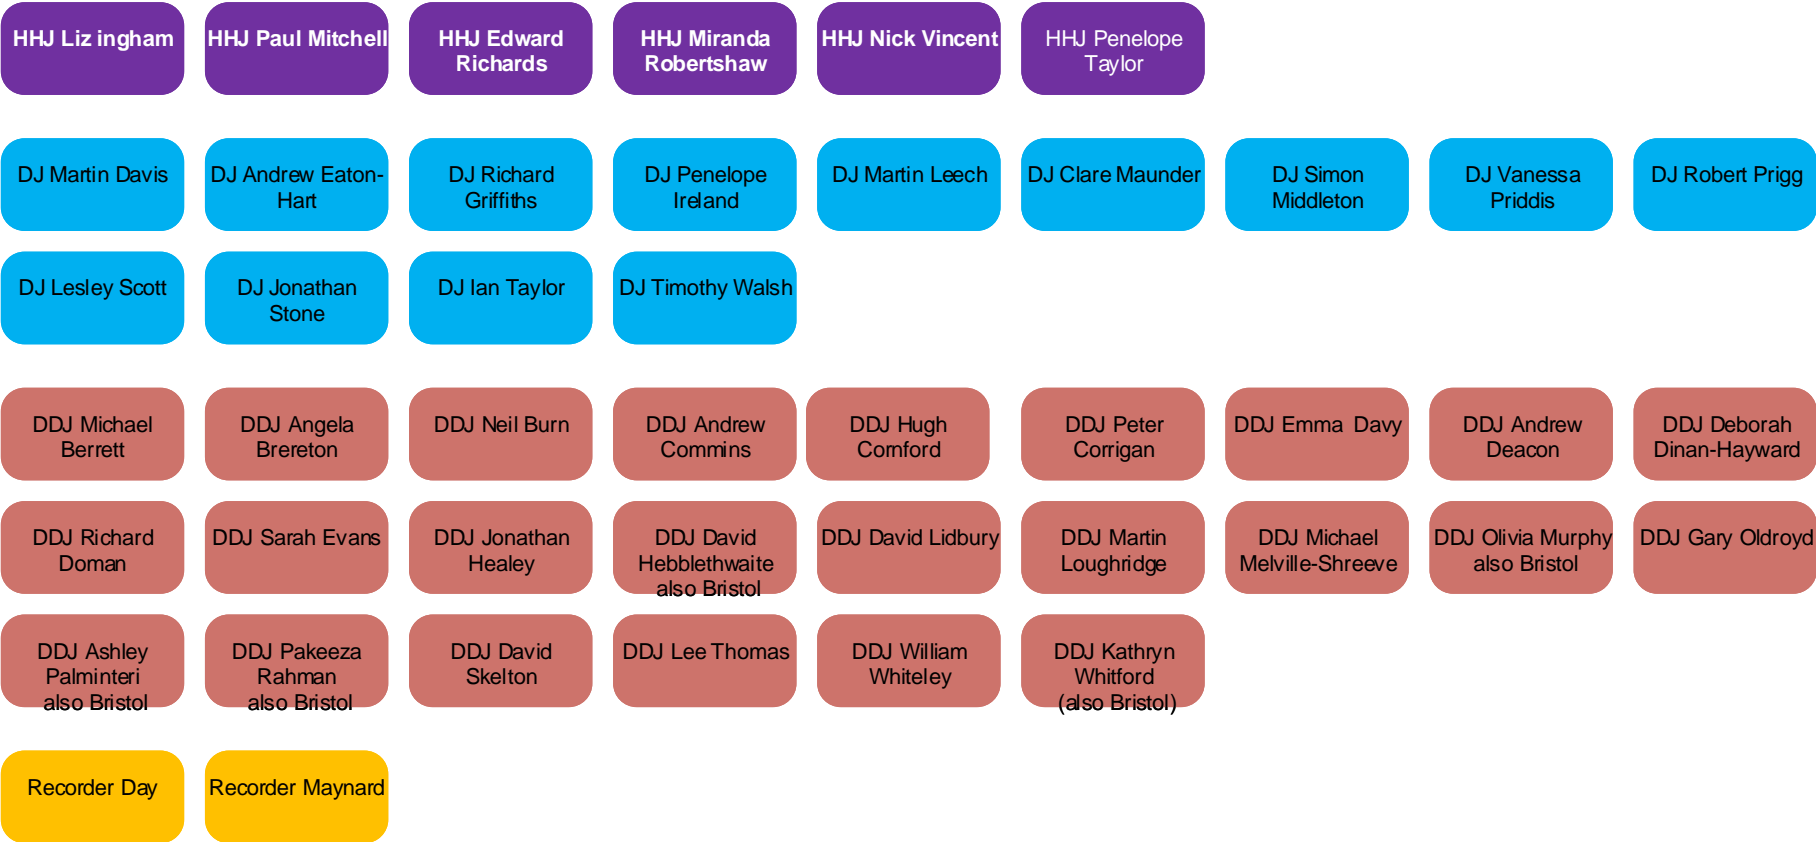 HHJ Liz ingham
HHJ Paul Mitchell
HHJ Edward
Richards
HHJ Miranda
Robertshaw
HHJ Nick Vincent
HHJ Penelope
Taylor
DJ Martin Davis
DJ Andrew Eaton-
Hart
DJ Richard
Griffiths
DJ Penelope
Ireland
DJ Martin Leech
DJ Clare Maunder
DJ Simon
Middleton
DJ Vanessa
Priddis
DJ Robert Prigg
DJ Lesley Scott
DJ Jonathan
Stone
DJ Ian Taylor
DJ Timothy Walsh
DDJ Michael
Berrett
DDJ Angela
Brereton
DDJ Neil Burn
DDJ Andrew
Commins
DDJ Hugh
Cornford
DDJ Peter
Corrigan
DDJ Emma Davy
DDJ Andrew
Deacon
DDJ Deborah
Dinan-Hayward
DDJ Richard
Doman
DDJ Sarah Evans
DDJ Jonathan
Healey
DDJ David
Hebblethwaite
also Bristol
DDJ David Lidbury
DDJ Martin
Loughridge
DDJ Michael
Melville-Shreeve
DDJ Olivia Murphy
also Bristol
DDJ Gary Oldroyd
DDJ Ashley
Palminteri
also Bristol
DDJ Pakeeza
Rahman
also Bristol
DDJ David
Skelton
DDJ Lee Thomas
DDJ William
Whiteley
DDJ Kathryn
Whitford
(also Bristol)
Recorder Day
Recorder Maynard